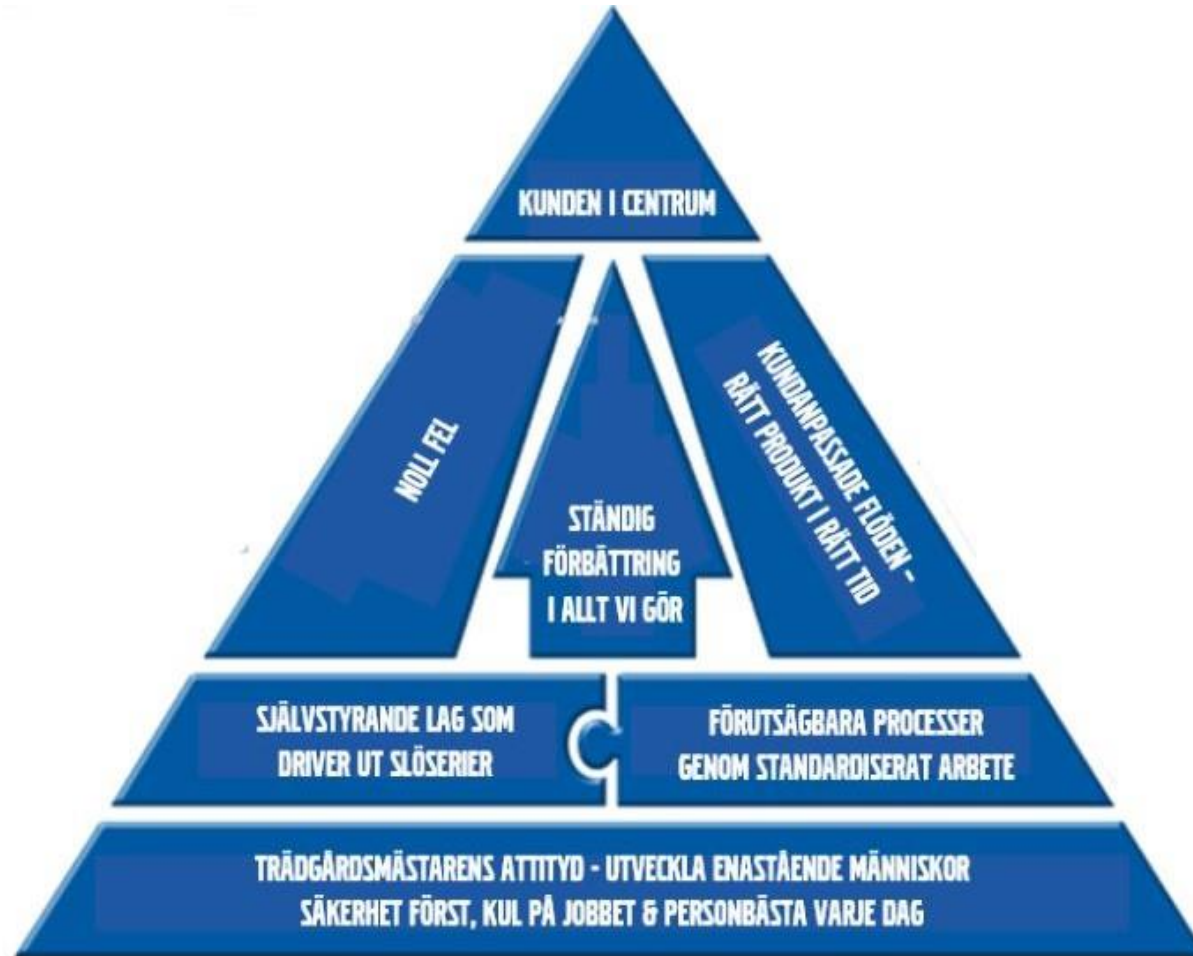 KUNDEN I CENTRUM
NOLL FEL
STÄNDIG
FÖRBÄTTRING
I ALLT VI GÖR
KUNDANPASSADE FLÖDEN –
RÄTT PRODUKT I RÄTT TID
SJÄLVSTYRANDE LAG SOM
DRIVER UT SLÖSERIER
FÖRUTSÄGBARA PROCESSER
GENOM STANDARDISERAT ARBETE
TRÄDGÅRDSMÄSTARENS ATTITYD - UTVECKLA ENASTÅENDE MÄNNISKOR
SÄKERHET FÖRST, KUL PÅ JOBBET & PERSONBÄSTA VARJE DAG